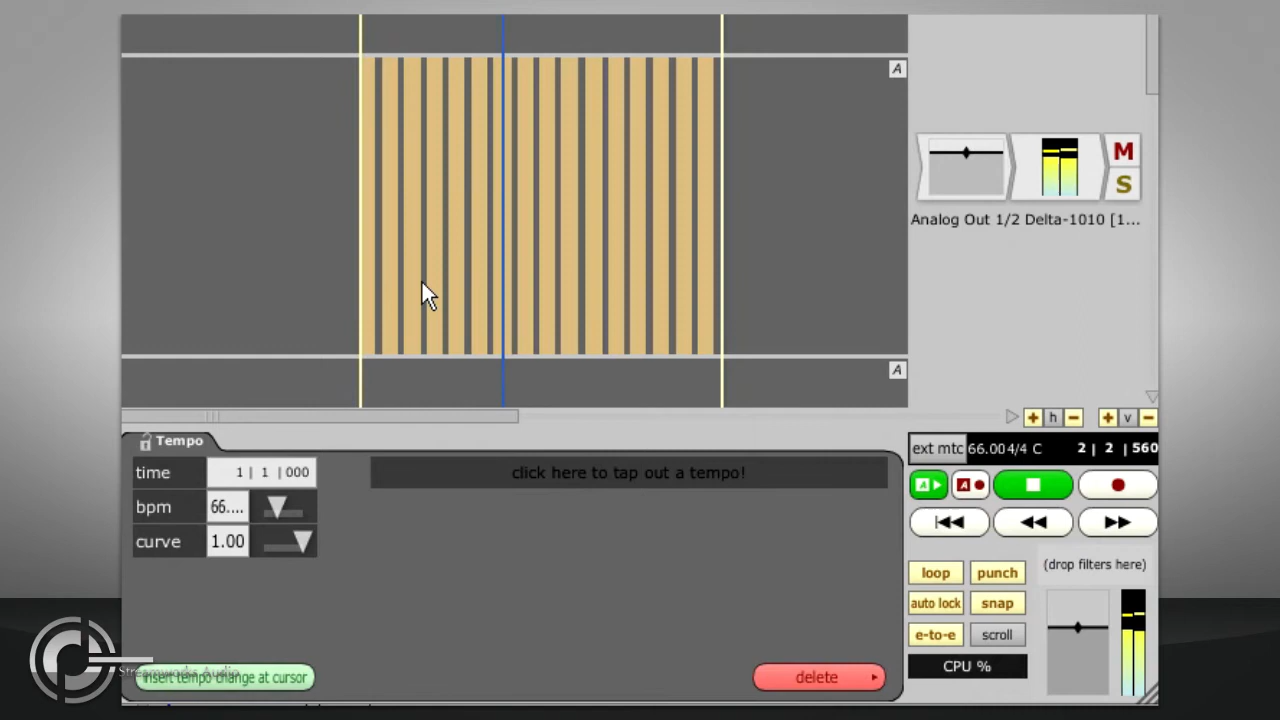 A
M
S
Analog Out 1/2 Delta-1010 [1...
A
+ h − + v −
Tempo
ext mtc 66.00 4/4 C 2| 2 |560
time 1| 1 |000
click here to tap out a tempo!
A A
bpm 66....
curve 1.00
loop punch (drop filters here)
auto lock snap
e-to-e scroll
CPU %
Streamworks Audio
insert tempo change at cursor
delete